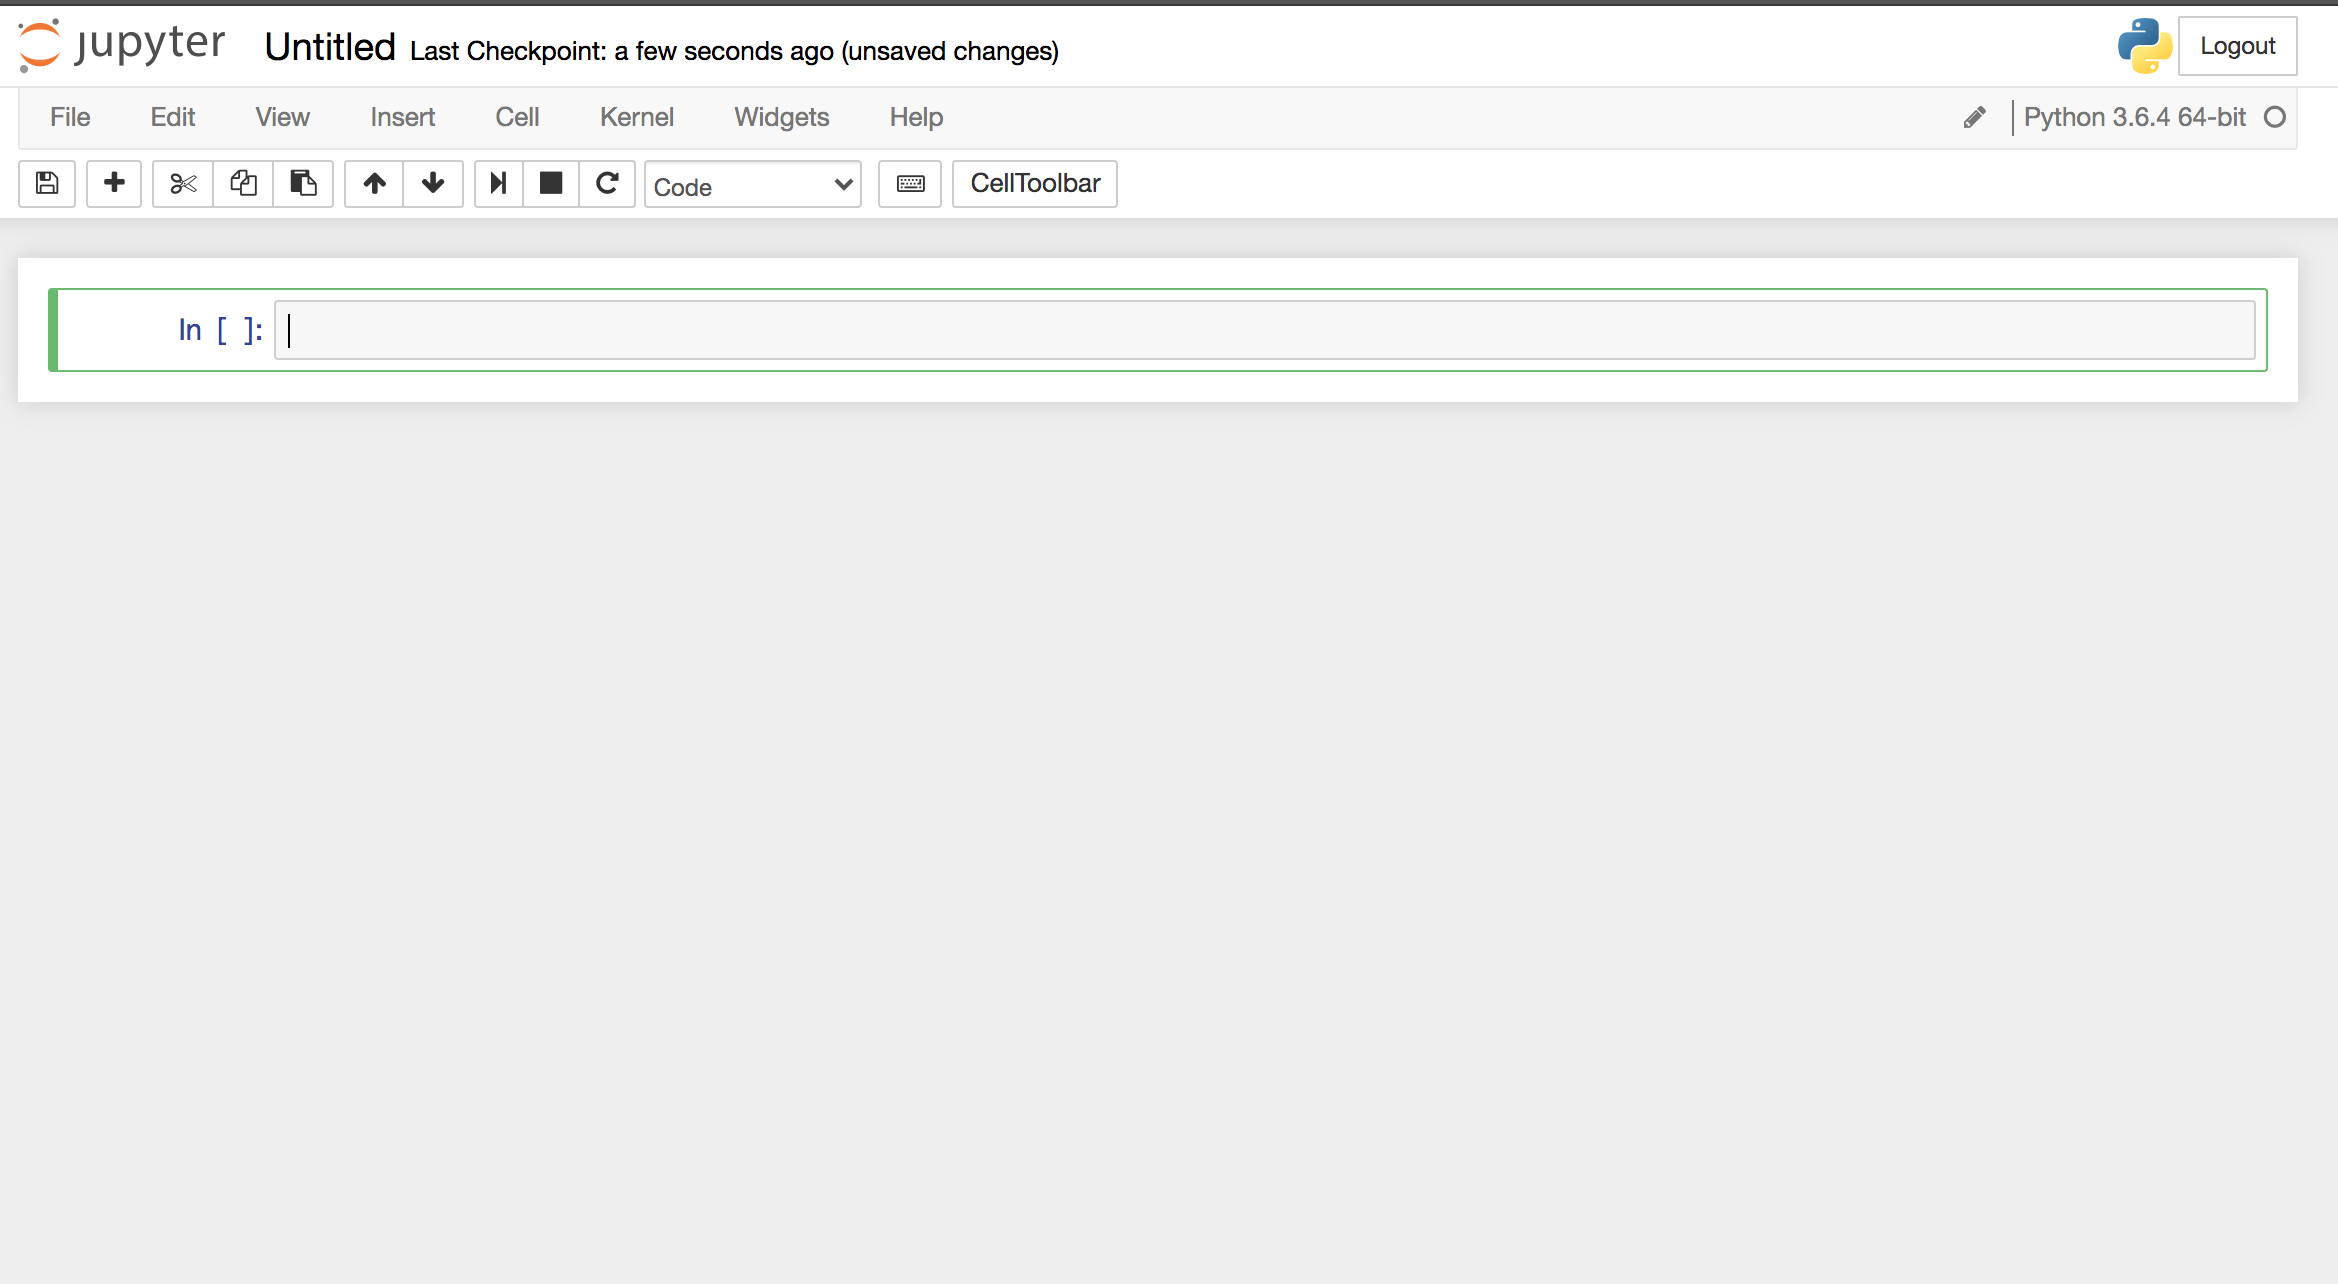 jupyter Untitled Last Checkpoint: a few seconds ago (unsaved changes) Logout
File Edit View Insert Cell Kernel Widgets Help Python 3.6.4 64-bit
Code CellToolbar
In [ ]: